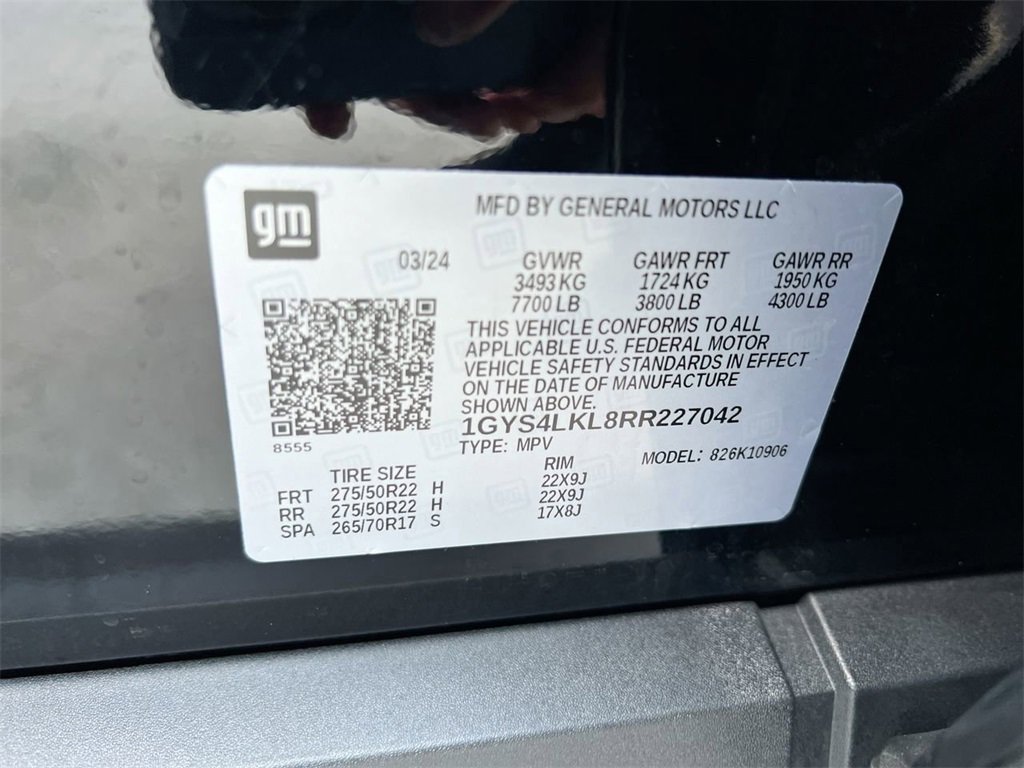 gm
MFD BY GENERAL MOTORS LLC
03/24 GVWR GAWR FRT GAWR RR
3493 KG 1724 KG 1950 KG
7700 LB 3800 LB 4300 LB
THIS VEHICLE CONFORMS TO ALL
APPLICABLE U.S. FEDERAL MOTOR
VEHICLE SAFETY STANDARDS IN EFFECT
ON THE DATE OF MANUFACTURE
SHOWN ABOVE.
1GYS4LKL8RR227042
8555
TYPE: MPV MODEL: 826K10906
TIRE SIZE RIM
FRT 275/50R22 H 22X9J
RR 275/50R22 H 22X9J
SPA 265/70R17 S 17X8J